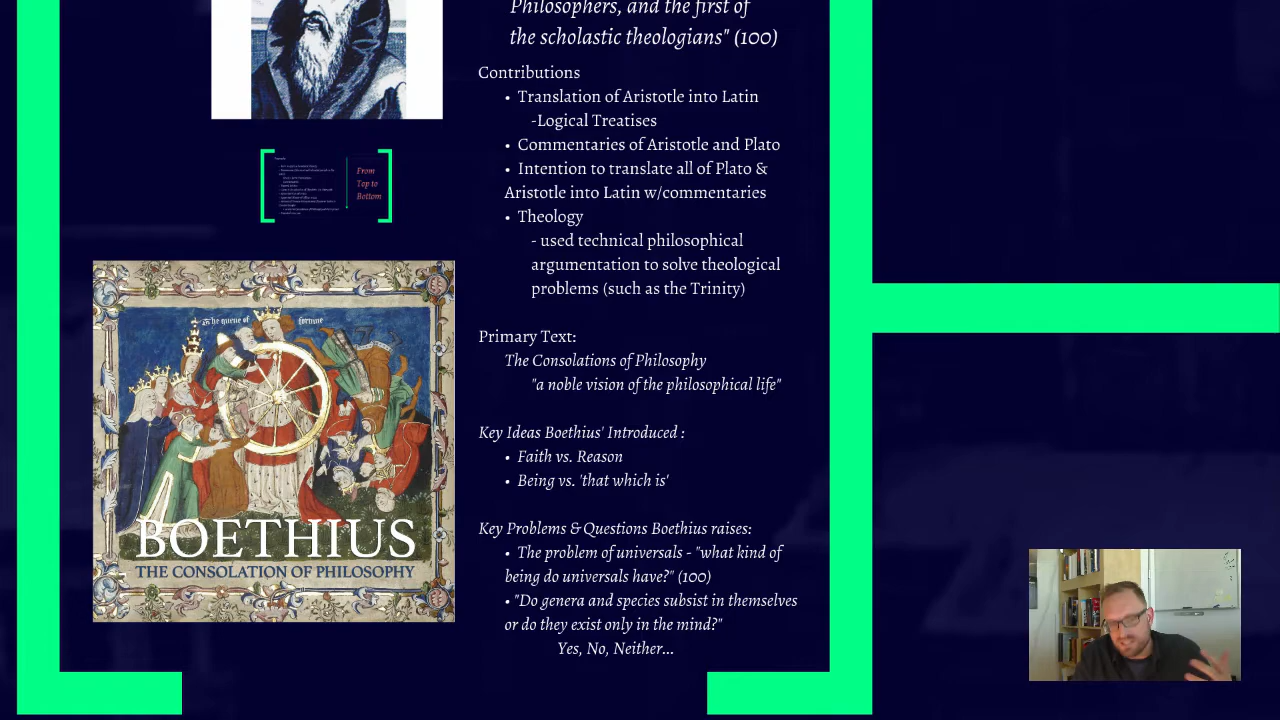 Philosophers, and the first of
the scholastic theologians" (100)
Contributions
• Translation of Aristotle into Latin
-Logical Treatises
• Commentaries of Aristotle and Plato
• Intention to translate all of Plato &
Aristotle into Latin w/commentaries
• Theology
- used technical philosophical
argumentation to solve theological
problems (such as the Trinity)
Primary Text:
The Consolations of Philosophy
"a noble vision of the philosophical life"
Key Ideas Boethius' Introduced :
• Faith vs. Reason
• Being vs. 'that which is'
Key Problems & Questions Boethius raises:
• The problem of universals - "what kind of
being do universals have?" (100)
• "Do genera and species subsist in themselves
or do they exist only in the mind?"
Yes, No, Neither...
From
Top to
Bottom
BOETHIUS
THE CONSOLATION OF PHILOSOPHY